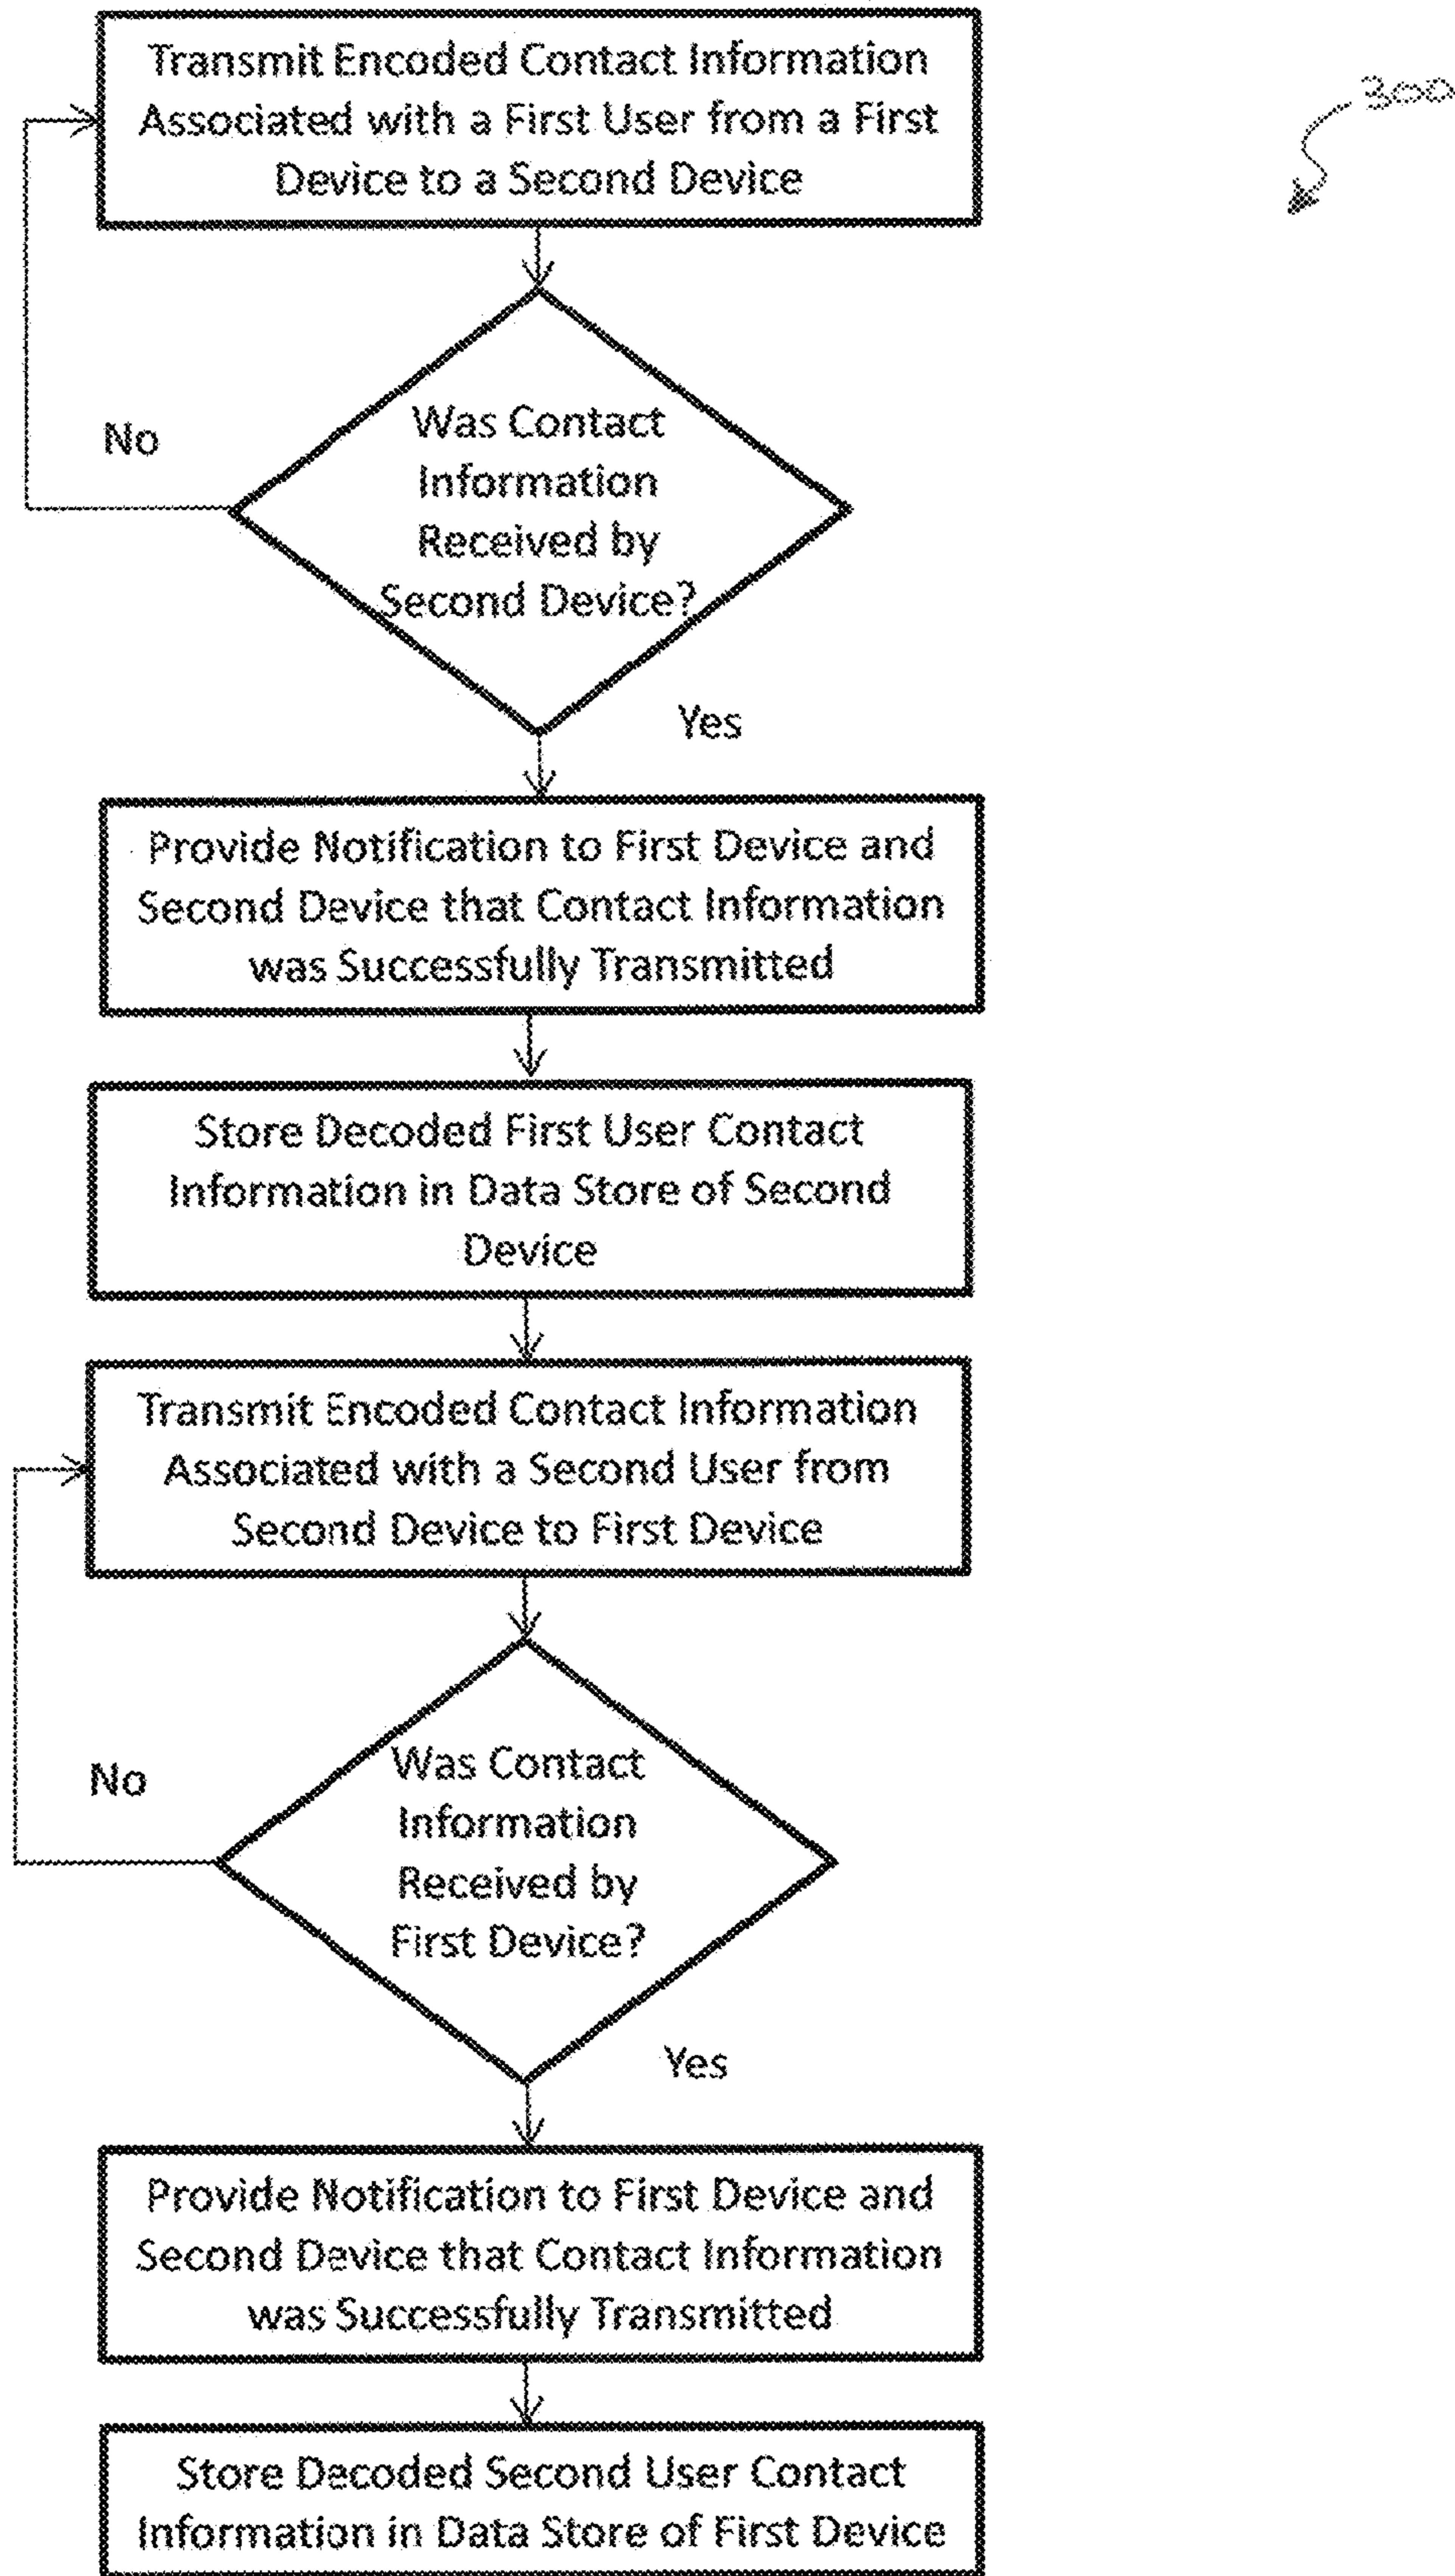 Transmit Encoded Contact Information
Associated with a First User from a First
Device to a Second Device
300
Was Contact
Information
Received by
Second Device?
No
Yes
Provide Notification to First Device and
Second Device that Contact Information
was Successfully Transmitted
Store Decoded First User Contact
Information in Data Store of Second
Device
Transmit Encoded Contact Information
Associated with a Second User from
Second Device to First Device
Was Contact
Information
Received by
First Device?
No
Yes
Provide Notification to First Device and
Second Device that Contact Information
was Successfully Transmitted
Store Decoded Second User Contact
Information in Data Store of First Device